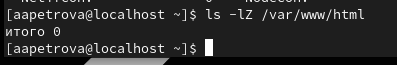 [aapetrova@localhost ~]$ ls -lZ /var/www/html
итого 0
[aapetrova@localhost ~]$